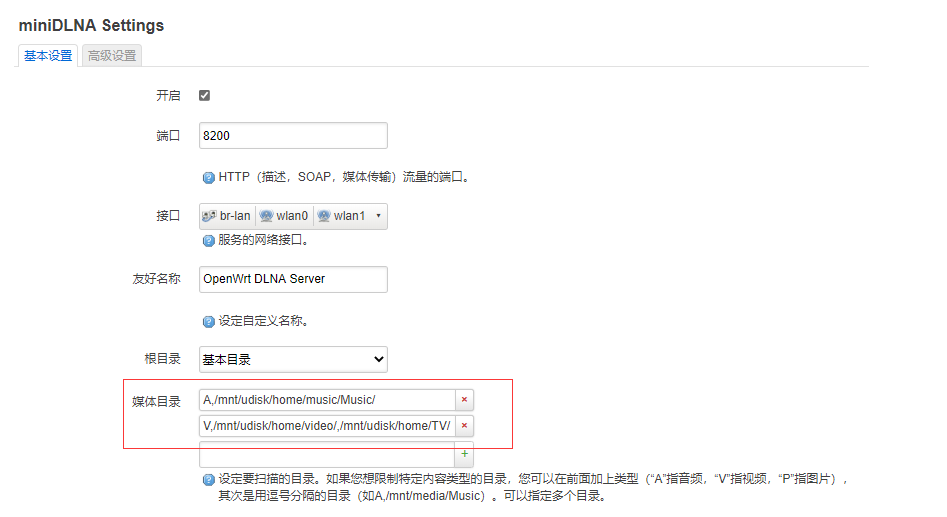 miniDLNA Settings
基本设置 高级设置
开启
端口 8200
HTTP（描述，SOAP，媒体传输）流量的端口。
接口 br-lan wlan0 wlan1
服务的网络接口。
友好名称 OpenWrt DLNA Server
设定自定义名称。
根目录 基本目录
媒体目录 A,/mnt/udisk/home/music/Music/
V,/mnt/udisk/home/video/,/mnt/udisk/home/TV/
设定要扫描的目录。如果您想限制特定内容类型的目录，您可以在前面加上类型（“A”指音频，“V”指视频，“P”指图片），
其次是用逗号分隔的目录（如A,/mnt/media/Music）。可以指定多个目录。